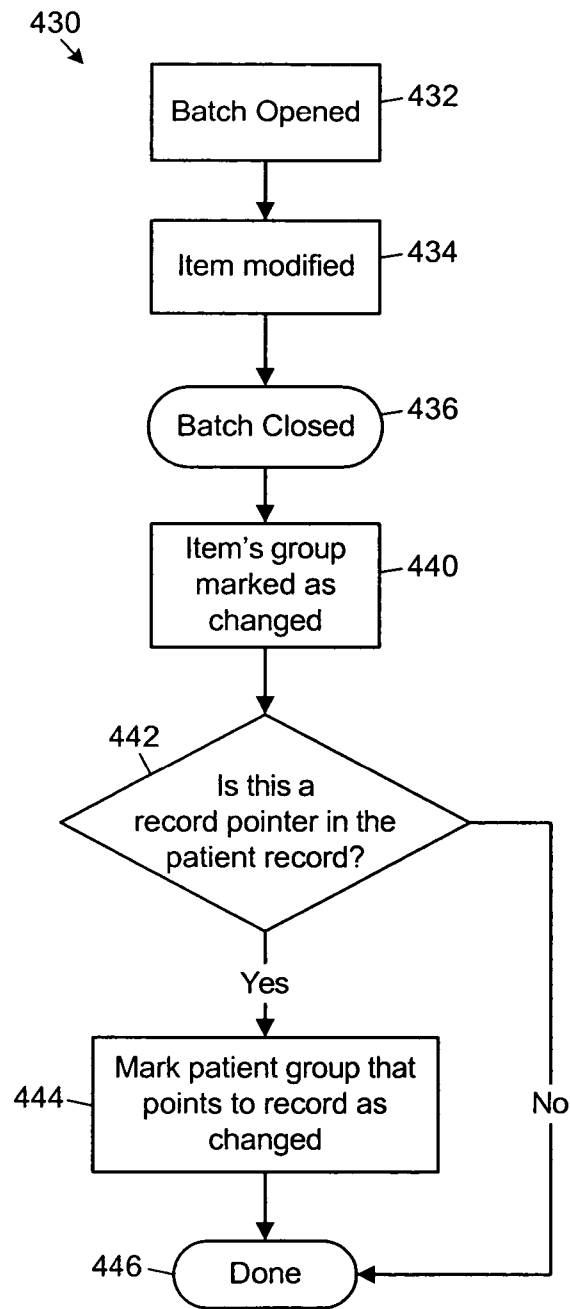 430
Batch Opened
432
Item modified
434
Batch Closed
436
Item's group
marked as
changed
440
442
Is this a
record pointer in the
patient record?
Yes
No
Mark patient group that
points to record as
changed
444
446
Done